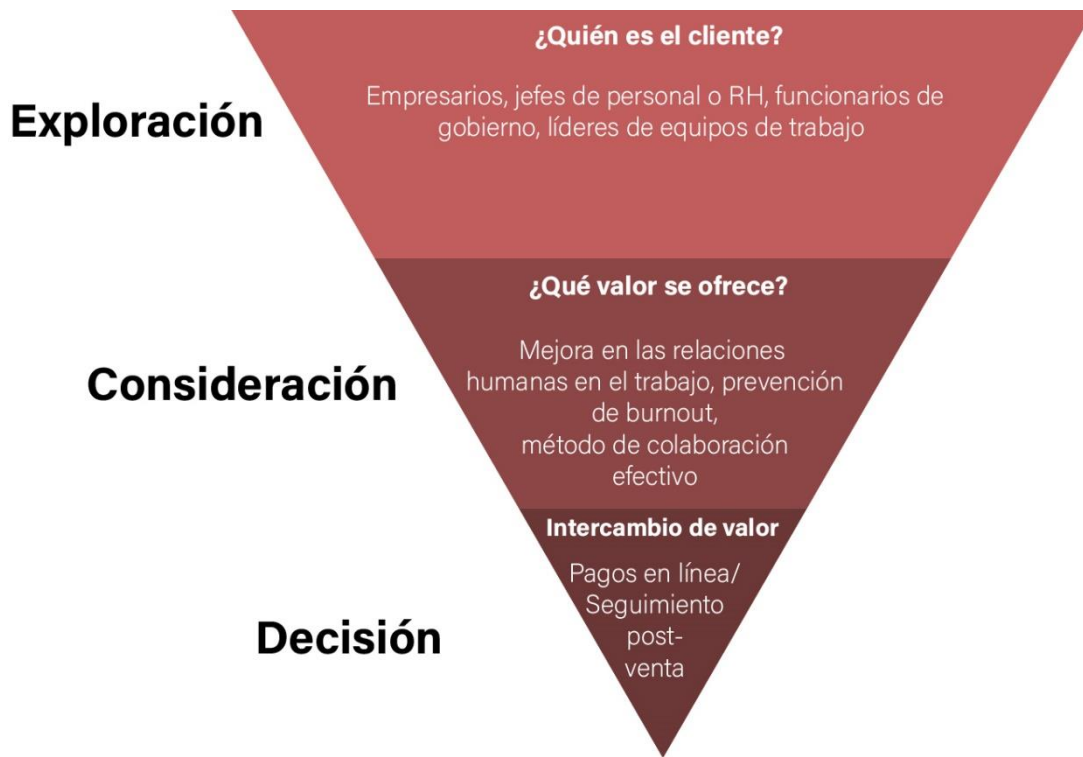 ¿Quién es el cliente?
Exploración
Empresarios, jefes de personal o RH, funcionarios de
gobierno, líderes de equipos de trabajo
¿Qué valor se ofrece?
Consideración
Mejora en las relaciones
humanas en el trabajo, prevención
de burnout,
método de colaboración
efectivo
Intercambio de valor
Decisión
Pagos en línea/
Seguimiento
post-
venta